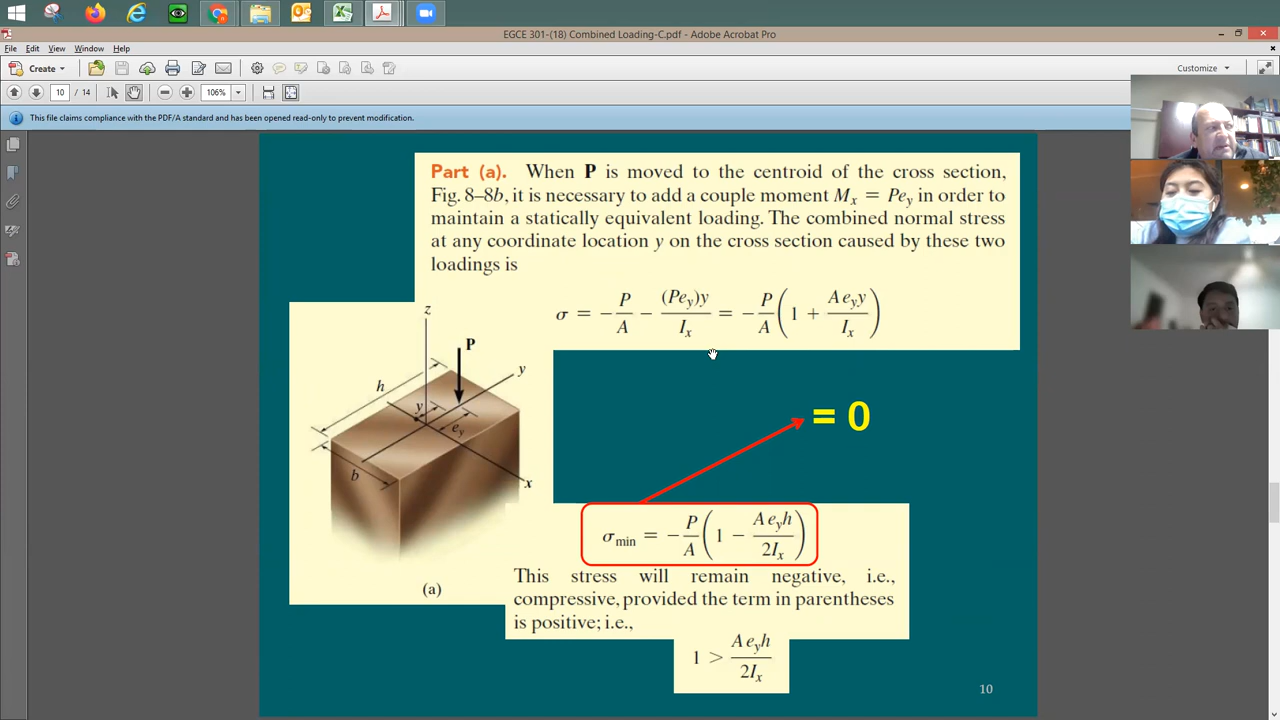 EGCE 301-(18) Combined Loading-C.pdf - Adobe Acrobat Pro
File Edit View Window Help
Create
Customize
10 / 14
106%
This file claims compliance with the PDF/A standard and has been opened read-only to prevent modification.
Part (a). When P is moved to the centroid of the cross section,
Fig. 8–8b, it is necessary to add a couple moment Mx = Pey in order to
maintain a statically equivalent loading. The combined normal stress
at any coordinate location y on the cross section caused by these two
loadings is
σ = − P/A − (Pey)y/Ix = − P/A (1 + Aeyy/Ix)
z
P
h
y
y
ey
b
x
(a)
= 0
σmin = − P/A (1 − Aeyh/2Ix)
This stress will remain negative, i.e.,
compressive, provided the term in parentheses
is positive; i.e.,
1 > Aeyh/2Ix
10